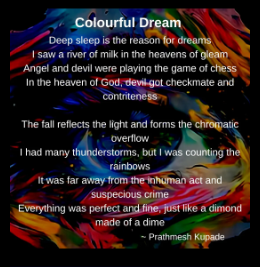 Colourful Dream
Deep sleep is the reason for dreams
I saw a river of milk in the heavens of gleam
Angel and devil were playing the game of chess
In the heaven of God, devil got checkmate and
contriteness
The fall reflects the light and forms the chromatic
overflow
I had many thunderstorms, but I was counting the
rainbows
It was far away from the inhuman act and
suspecious crime
Everything was perfect and fine, just like a dimond
made of a dime
~ Prathmesh Kupade